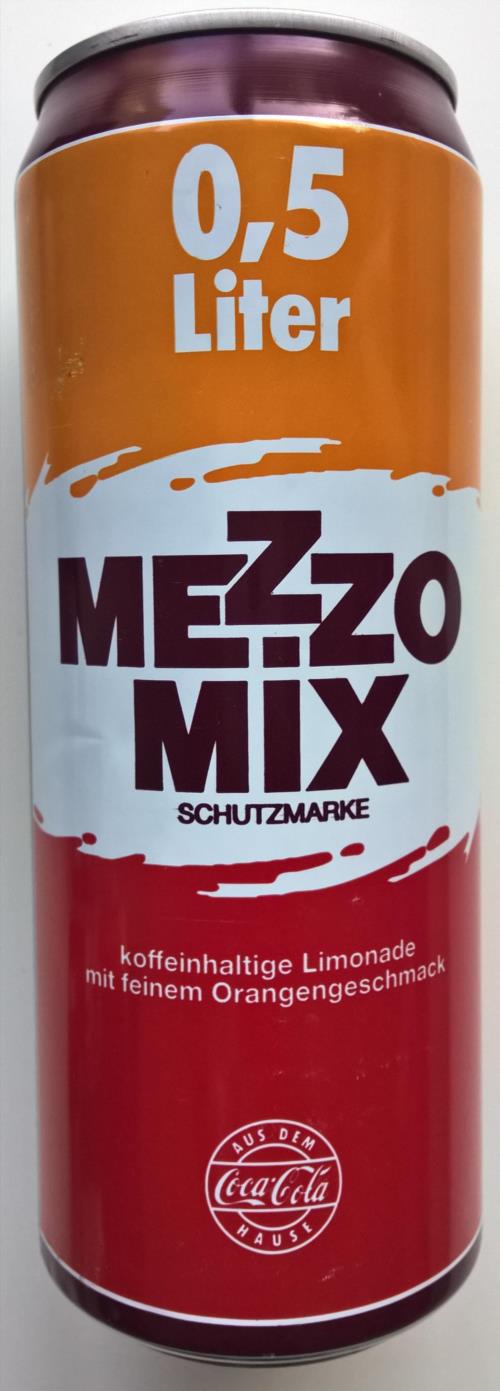 0,5
Liter
MEZZO
MIX
SCHUTZMARKE
koffeinhaltige Limonade
mit feinem Orangengeschmack
AUS DEM
Coca-Cola
HAUSE